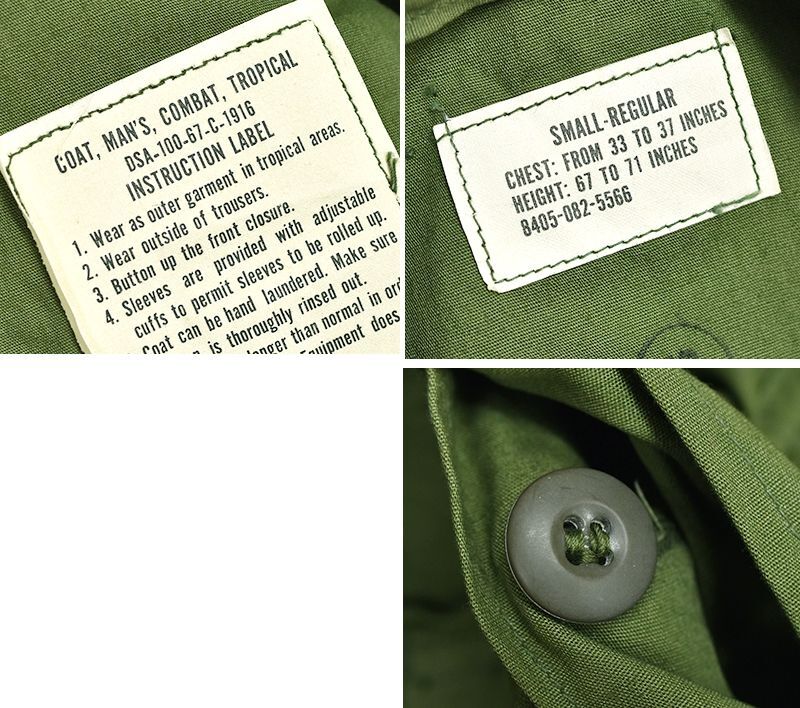 COAT, MAN'S, COMBAT, TROPICAL
DSA-100-67-C-1916
INSTRUCTION LABEL
1. Wear as outer garment in tropical areas.
2. Wear outside of trousers.
3. Button up the front closure.
4. Sleeves are provided with adjustable
cuffs to permit sleeves to be rolled up.
Coat can be hand laundered. Make sure
is thoroughly rinsed out.
longer than normal in
Equipment does
SMALL-REGULAR
CHEST: FROM 33 TO 37 INCHES
HEIGHT: 67 TO 71 INCHES
8405-082-5566